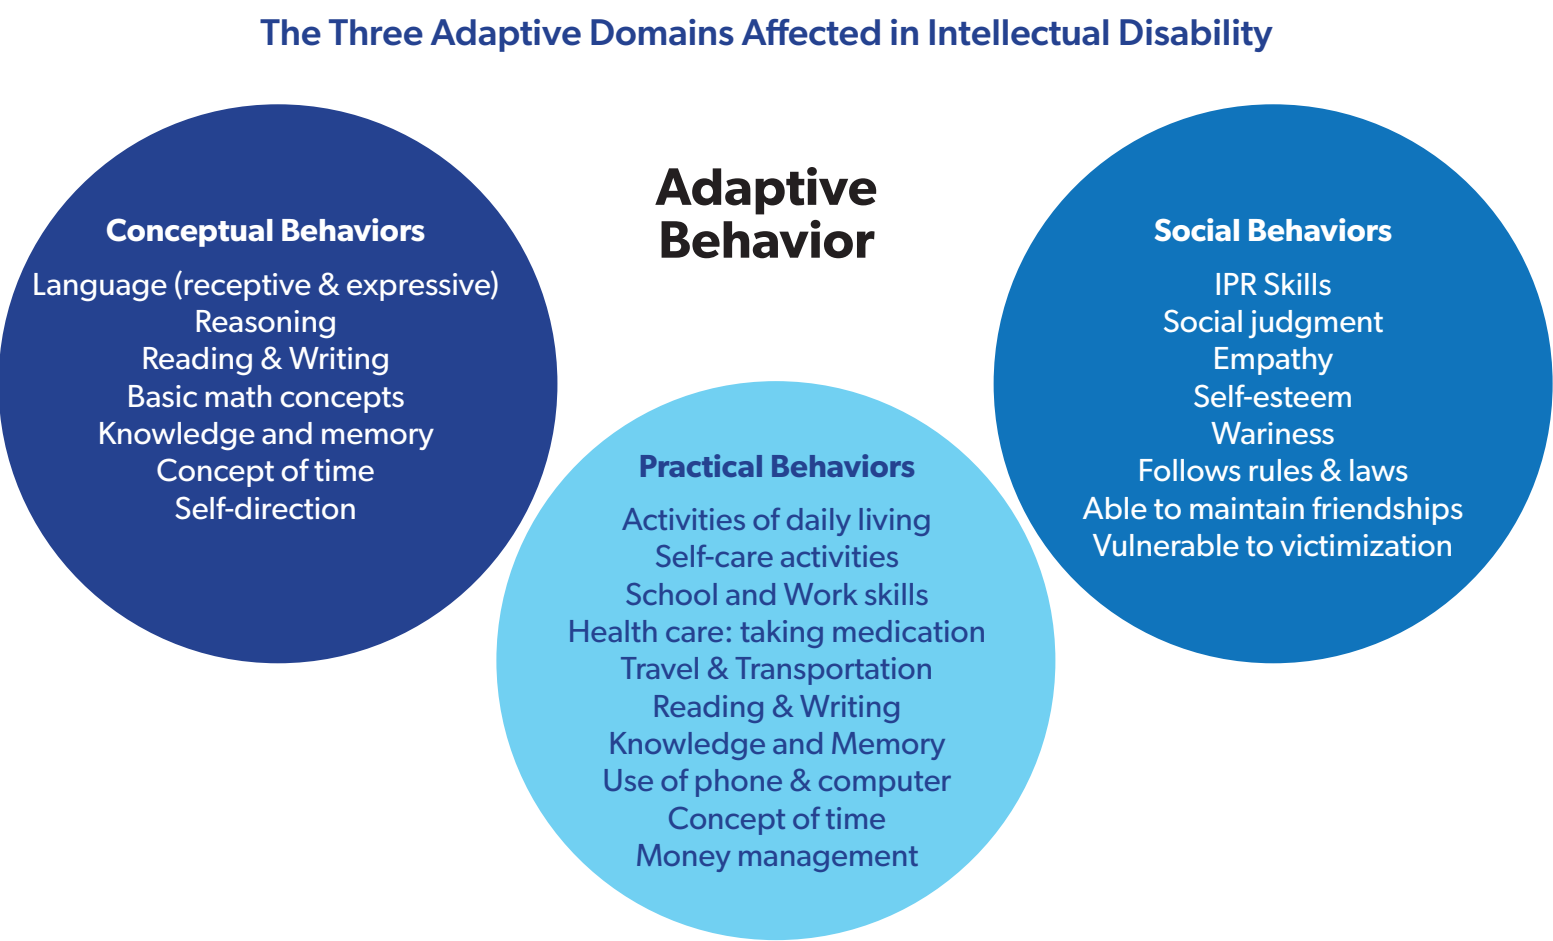 The Three Adaptive Domains Affected in Intellectual Disability
Adaptive
Behavior
Conceptual Behaviors
Language (receptive & expressive)
Reasoning
Reading & Writing
Basic math concepts
Knowledge and memory
Concept of time
Self-direction
Practical Behaviors
Activities of daily living
Self-care activities
School and Work skills
Health care: taking medication
Travel & Transportation
Reading & Writing
Knowledge and Memory
Use of phone & computer
Concept of time
Money management
Social Behaviors
IPR Skills
Social judgment
Empathy
Self-esteem
Wariness
Follows rules & laws
Able to maintain friendships
Vulnerable to victimization